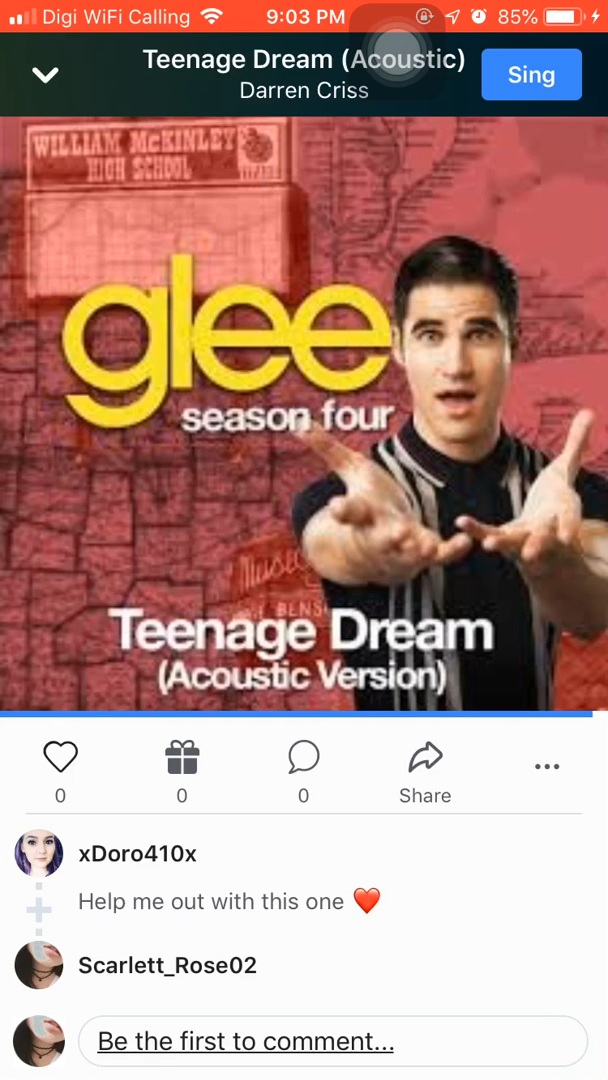 Digi WiFi Calling
9:03 PM
85%
Teenage Dream (Acoustic)
Darren Criss
Sing
WILLIAM McKINLEY
HIGH SCHOOL
glee
season four
Teenage Dream
(Acoustic Version)
0
0
0
Share
xDoro410x
Help me out with this one ❤️
Scarlett_Rose02
Be the first to comment...